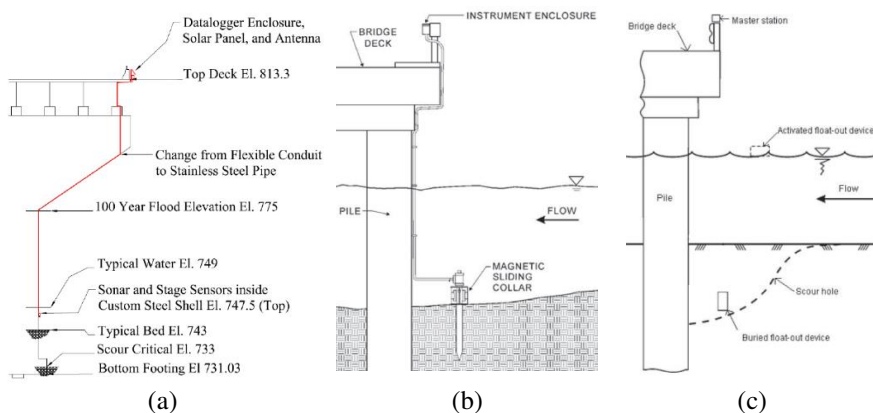 Datalogger Enclosure,
Solar Panel, and Antenna
Top Deck El. 813.3
Change from Flexible Conduit
to Stainless Steel Pipe
100 Year Flood Elevation El. 775
Typical Water El. 749
Sonar and Stage Sensors inside
Custom Steel Shell El. 747.5 (Top)
Typical Bed El. 743
Scour Critical El. 733
Bottom Footing El 731.03
(a)
INSTRUMENT ENCLOSURE
BRIDGE
DECK
PILE
FLOW
MAGNETIC
SLIDING
COLLAR
(b)
Master station
Bridge deck
Activated float-out device
Pile
Flow
Scour hole
Buried float-out device
(c)